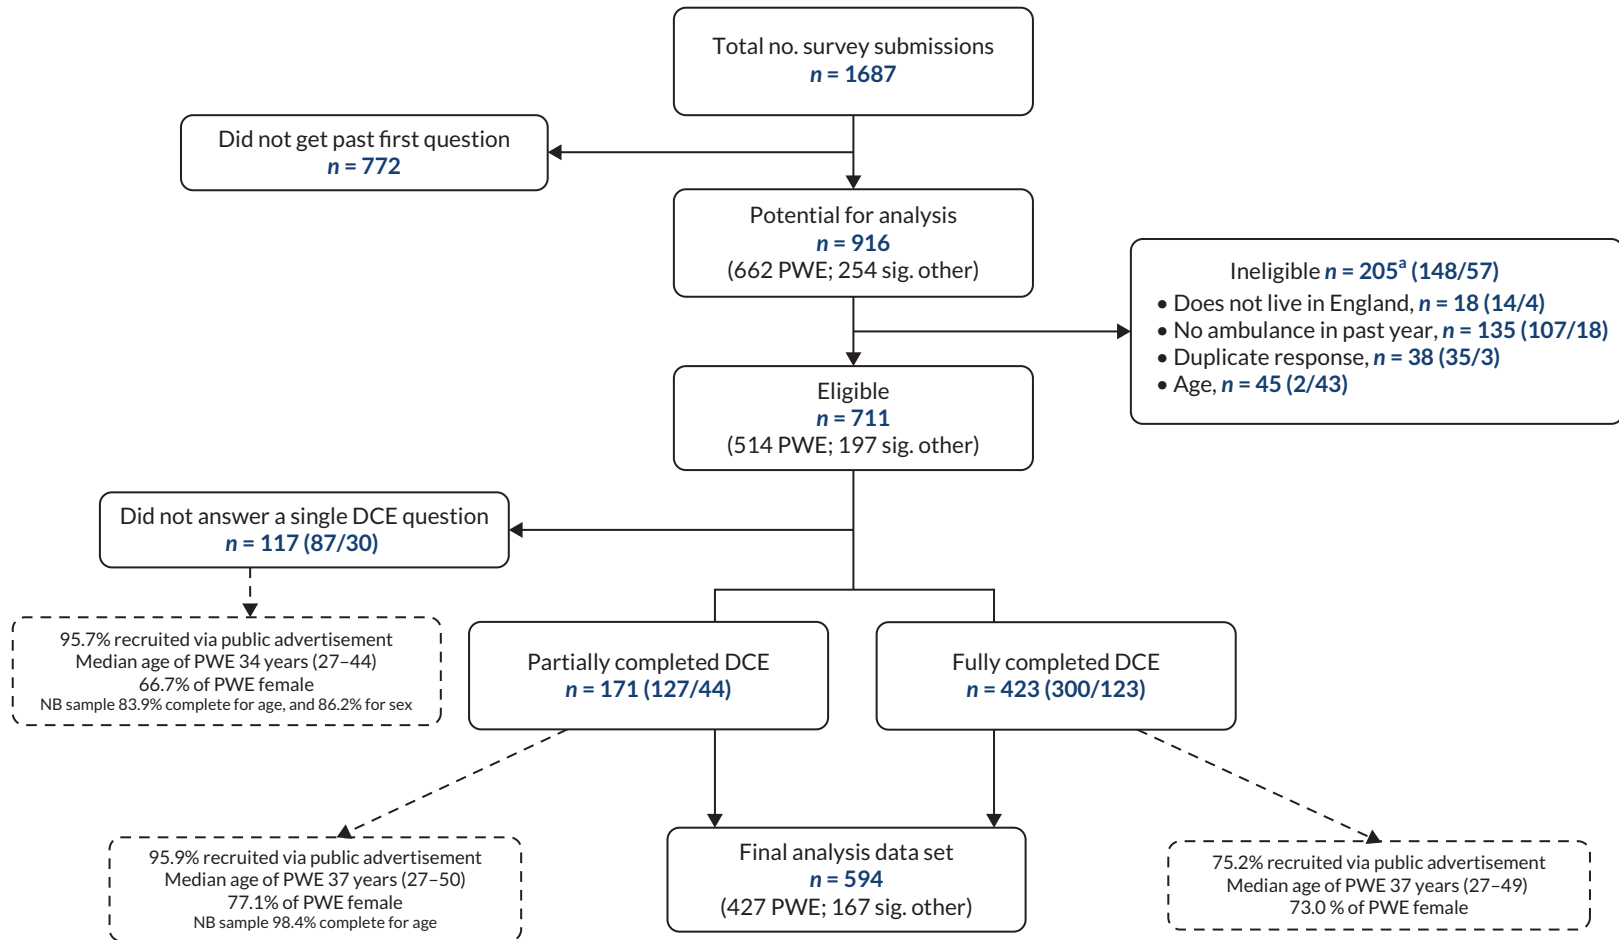 Total no. survey submissions
n = 1687
Did not get past first question
n = 772
Potential for analysis
n = 916
(662 PWE; 254 sig. other)
Ineligible n = 205a (148/57)
• Does not live in England, n = 18 (14/4)
• No ambulance in past year, n = 135 (107/18)
• Duplicate response, n = 38 (35/3)
• Age, n = 45 (2/43)
Eligible
n = 711
(514 PWE; 197 sig. other)
Did not answer a single DCE question
n = 117 (87/30)
95.7% recruited via public advertisement
Median age of PWE 34 years (27–44)
66.7% of PWE female
NB sample 83.9% complete for age, and 86.2% for sex
Partially completed DCE
n = 171 (127/44)
Fully completed DCE
n = 423 (300/123)
95.9% recruited via public advertisement
Median age of PWE 37 years (27–50)
77.1% of PWE female
NB sample 98.4% complete for age
Final analysis data set
n = 594
(427 PWE; 167 sig. other)
75.2% recruited via public advertisement
Median age of PWE 37 years (27–49)
73.0 % of PWE female